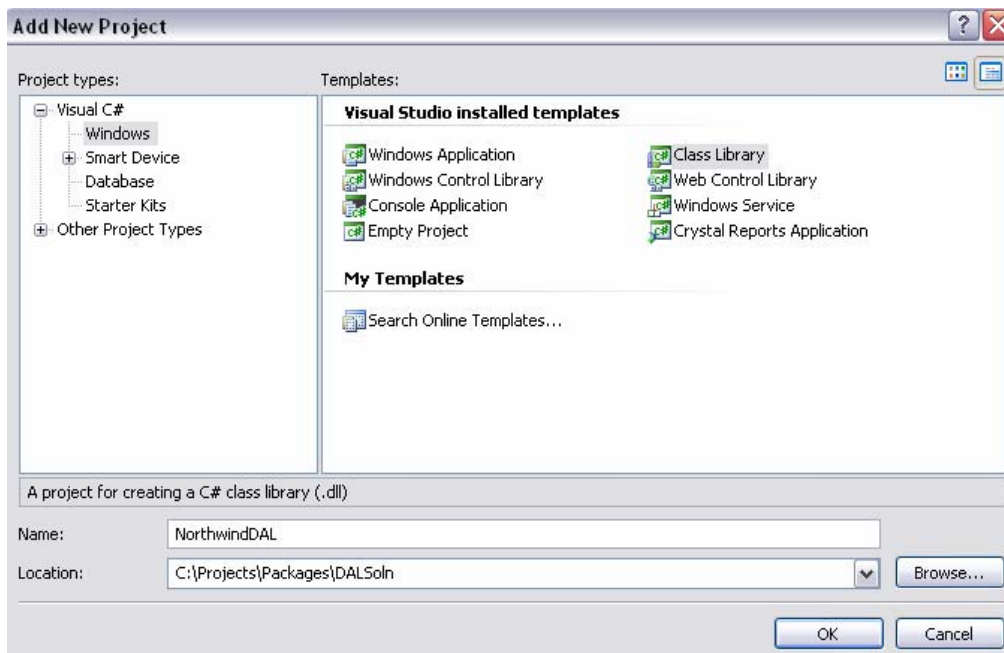 Add New Project
Project types:
Templates:
Visual C#
Windows
Smart Device
Database
Starter Kits
Other Project Types
Visual Studio installed templates
Windows Application
Class Library
Windows Control Library
Web Control Library
Console Application
Windows Service
Empty Project
Crystal Reports Application
My Templates
Search Online Templates...
A project for creating a C# class library (.dll)
Name:
NorthwindDAL
Location:
C:\Projects\Packages\DALSoln
Browse...
OK
Cancel